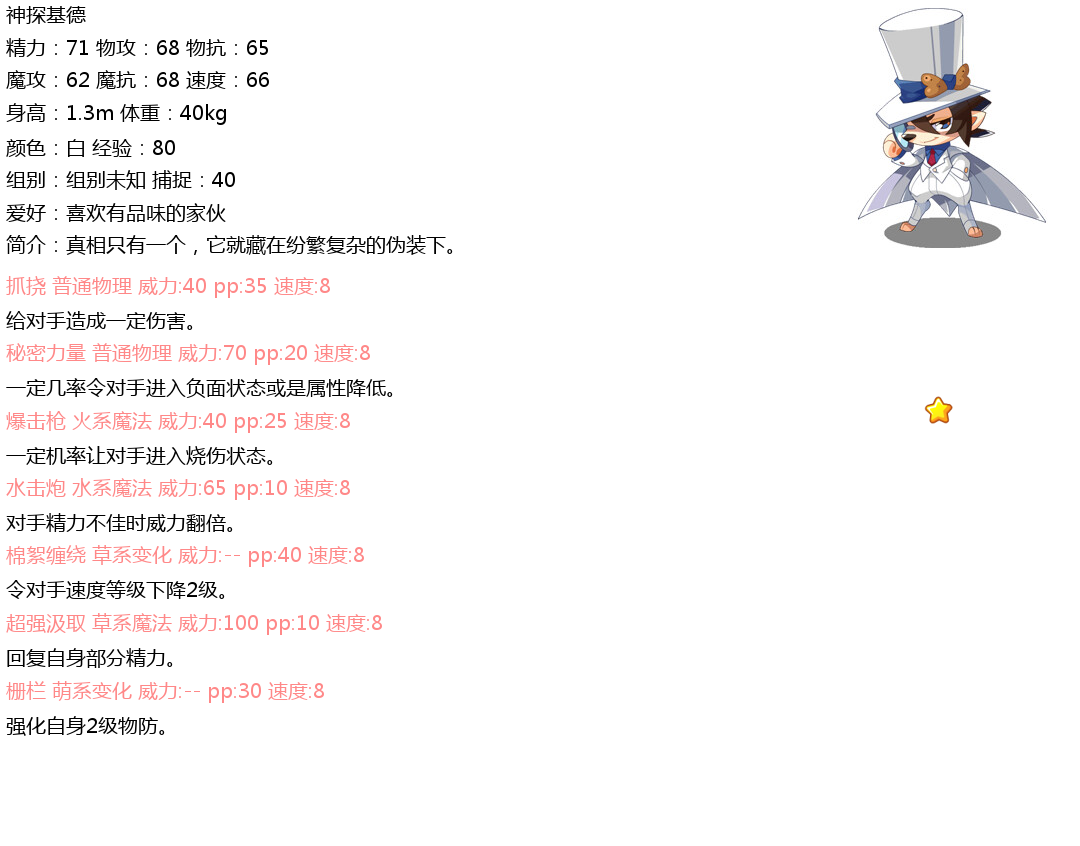 神探基德
精力：71 物攻：68 物抗：65
魔攻：62 魔抗：68 速度：66
身高：1.3m 体重：40kg
颜色：白 经验：80
组别：组别未知 捕捉：40
爱好：喜欢有品味的家伙
简介：真相只有一个，它就藏在纷繁复杂的伪装下。
抓挠 普通物理 威力:40 pp:35 速度:8
给对手造成一定伤害。
秘密力量 普通物理 威力:70 pp:20 速度:8
一定几率令对手进入负面状态或是属性降低。
爆击枪 火系魔法 威力:40 pp:25 速度:8
一定机率让对手进入烧伤状态。
水击炮 水系魔法 威力:65 pp:10 速度:8
对手精力不佳时威力翻倍。
棉絮缠绕 草系变化 威力:-- pp:40 速度:8
令对手速度等级下降2级。
超强汲取 草系魔法 威力:100 pp:10 速度:8
回复自身部分精力。
栅栏 萌系变化 威力:-- pp:30 速度:8
强化自身2级物防。